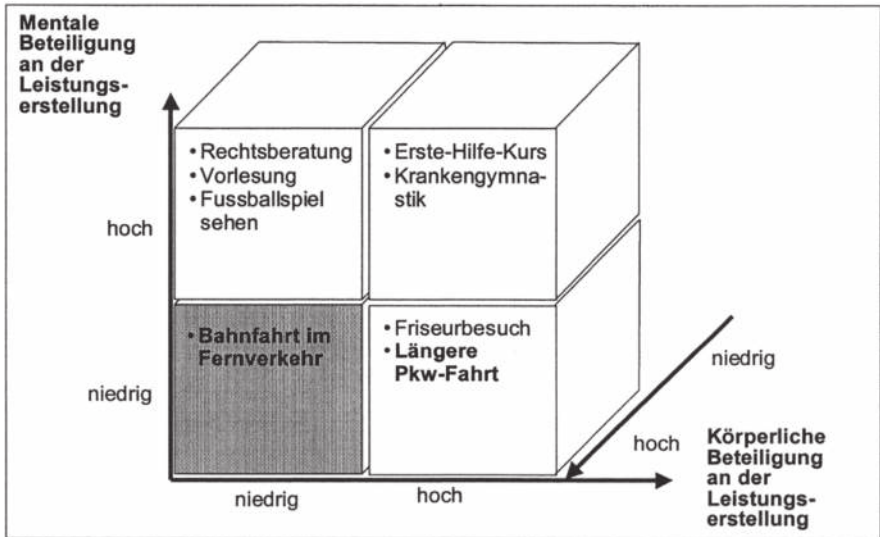 Mentale
Beteiligung
an der
Leistungs-
erstellung
• Rechtsberatung
• Vorlesung
• Fussballspiel
sehen
• Erste-Hilfe-Kurs
• Krankengymna-
stik
hoch
• Bahnfahrt im
Fernverkehr
• Friseurbesuch
• Längere
Pkw-Fahrt
niedrig
niedrig
hoch
niedrig
hoch
Körperliche
Beteiligung
an der
Leistungs-
erstellung